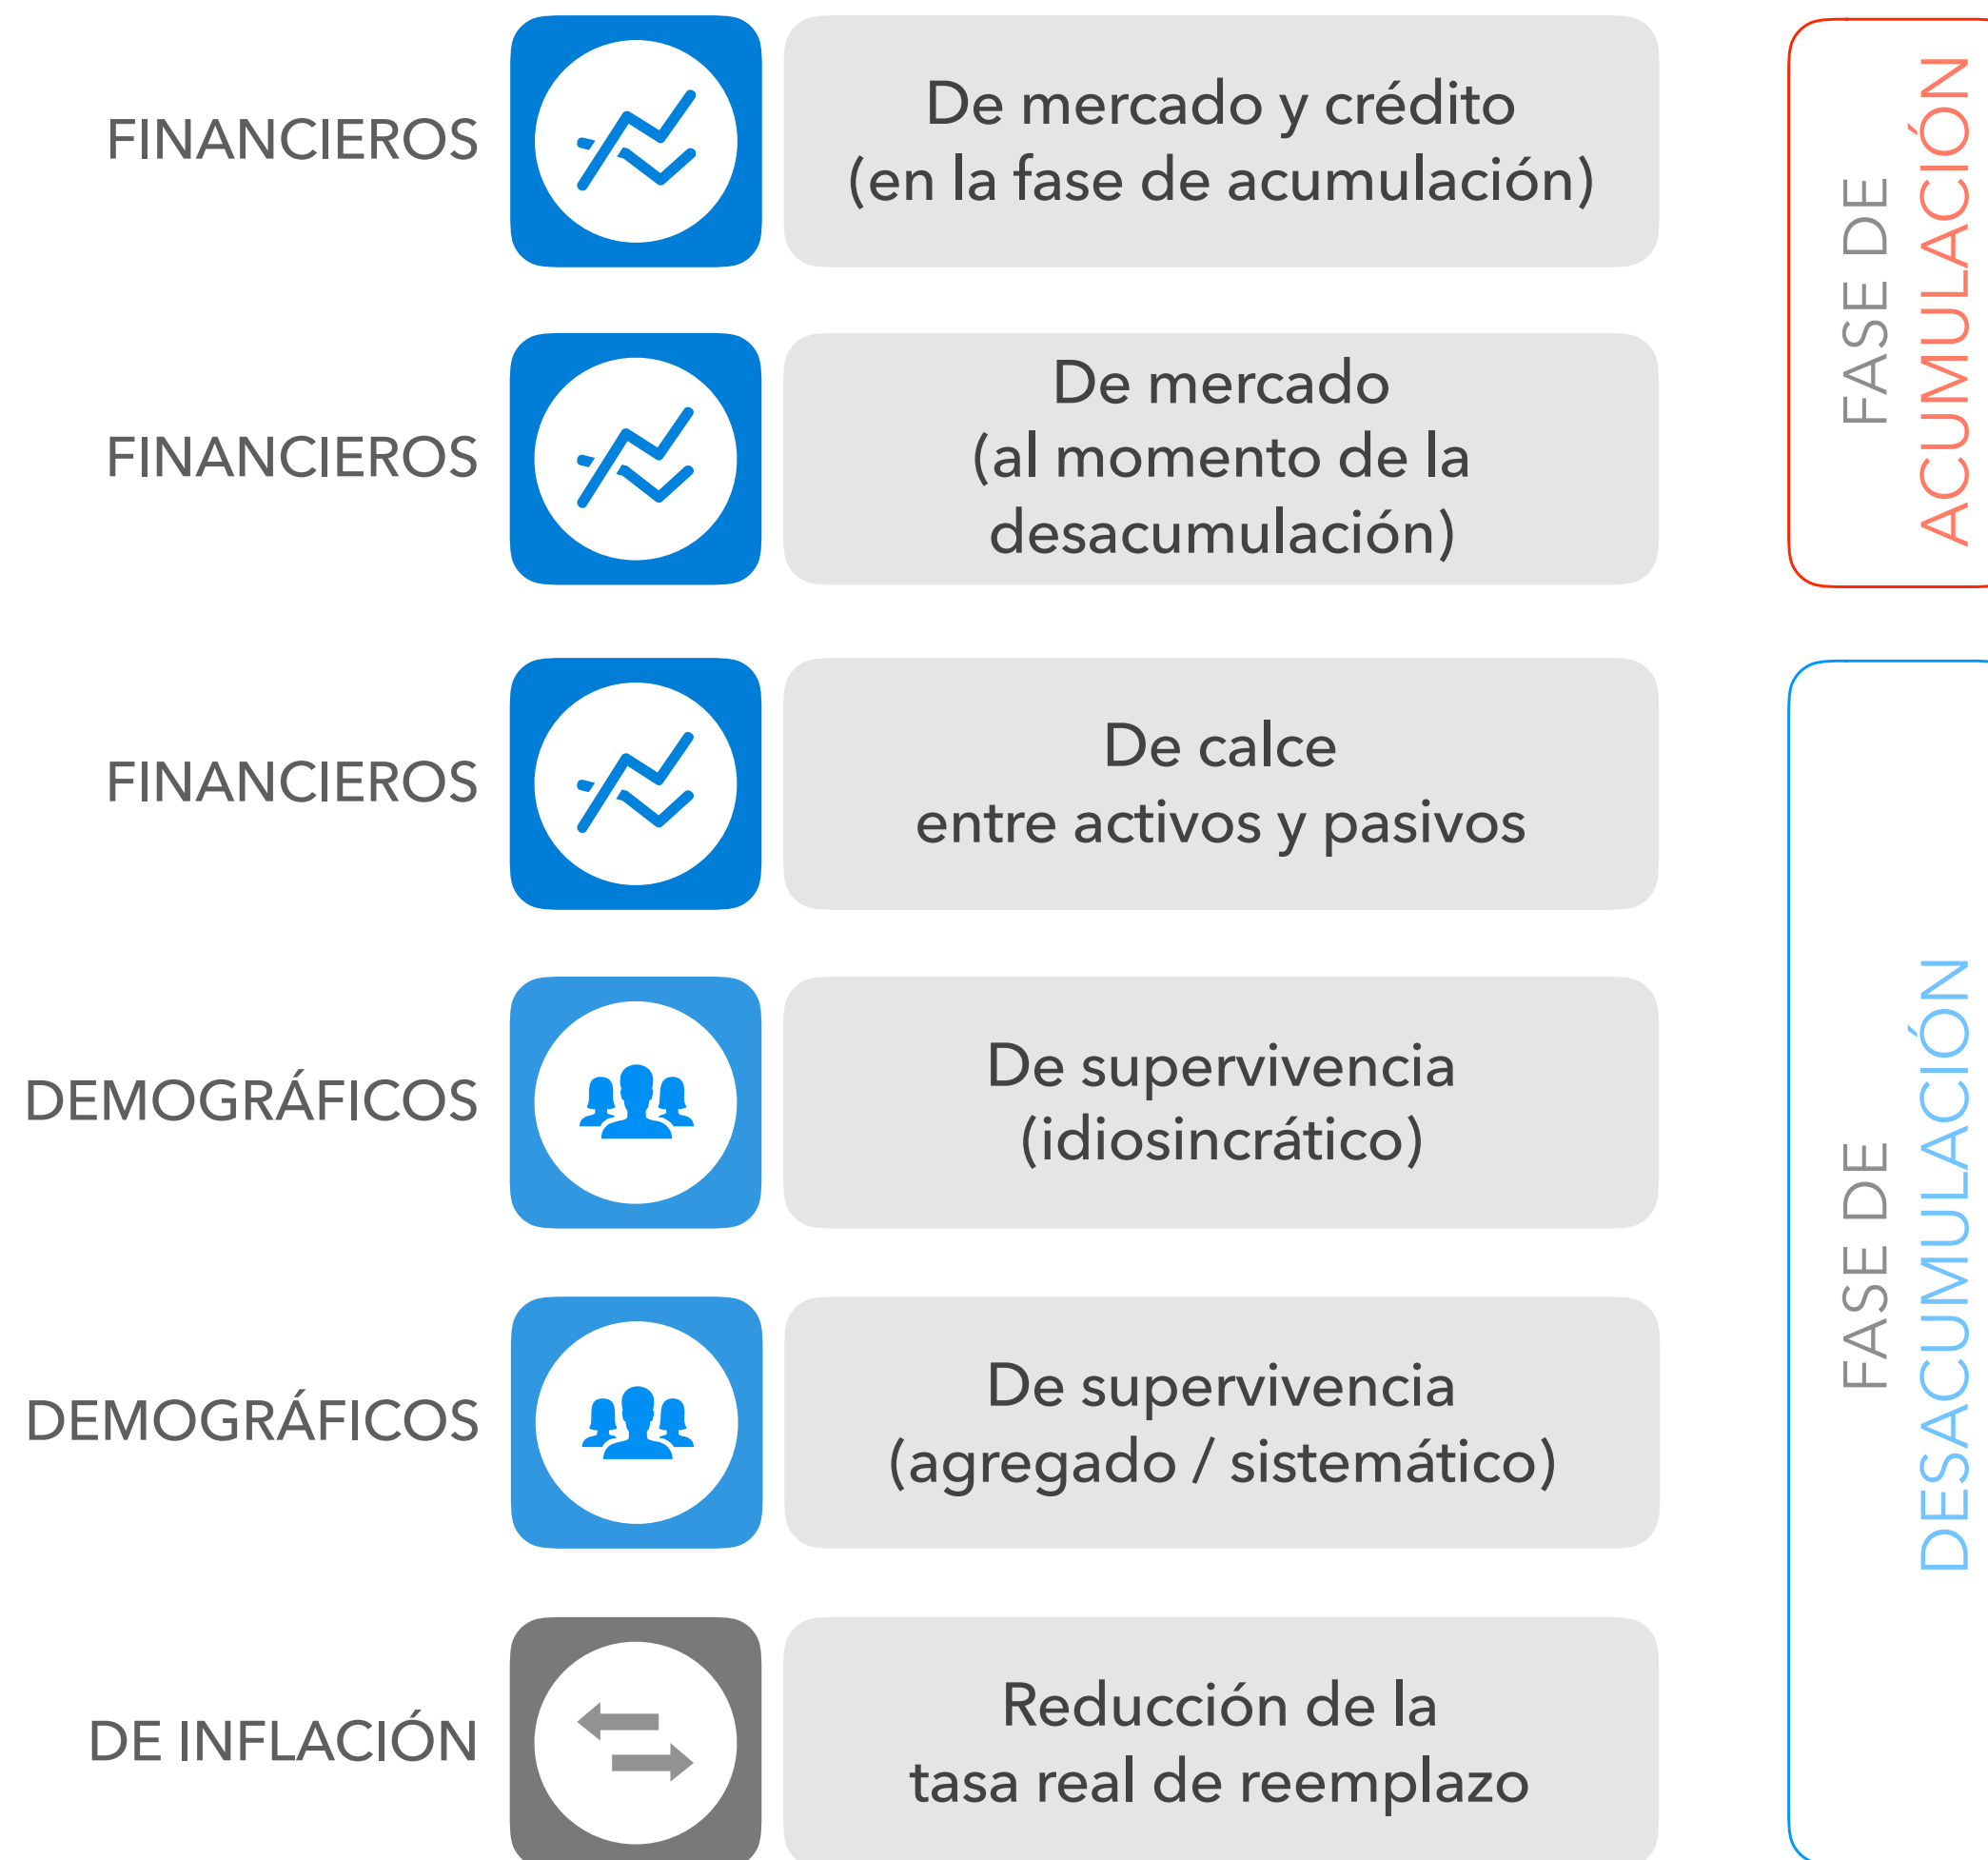 FINANCIEROS
De mercado y crédito
(en la fase de acumulación)
FINANCIEROS
De mercado
(al momento de la
desacumulación)
FASE DE
ACUMULACIÓN
FINANCIEROS
De calce
entre activos y pasivos
DEMOGRÁFICOS
De supervivencia
(idiosincrático)
DEMOGRÁFICOS
De supervivencia
(agregado / sistemático)
DE INFLACIÓN
Reducción de la
tasa real de reemplazo
FASE DE
DESACUMULACIÓN